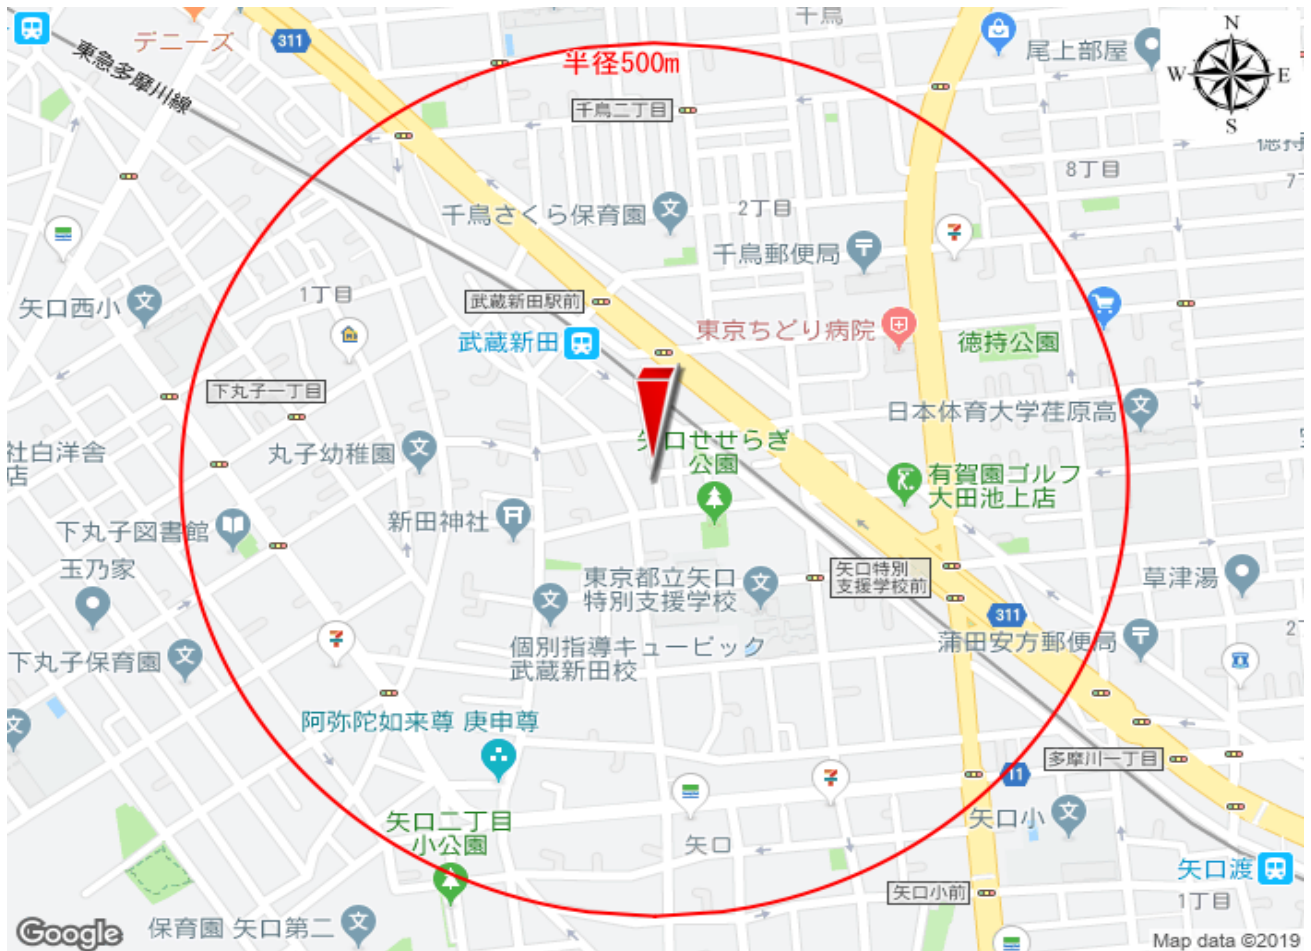 デニーズ
311
千鳥
尾上部屋
N
W
E
S
半径500m
東急多摩川線
千鳥二丁目
8丁目
千鳥さくら保育園
2丁目
千鳥郵便局
1丁目
矢口西小
武蔵新田駅前
武蔵新田
東京ちどり病院
徳持公園
下丸子一丁目
日本体育大学荏原高
丸子幼稚園
矢口せせらぎ
公園
社白洋舎
店
有賀園ゴルフ
大田池上店
新田神社
下丸子図書館
玉乃家
東京都立矢口
特別支援学校
矢口特別
支援学校前
草津湯
311
個別指導キュービック
武蔵新田校
蒲田安方郵便局
下丸子保育園
阿弥陀如来尊 庚申尊
多摩川一丁目
11
矢口二丁目
小公園
矢口
矢口小
矢口渡
矢口小前
1丁目
保育園 矢口第二
Google
Map data ©2019